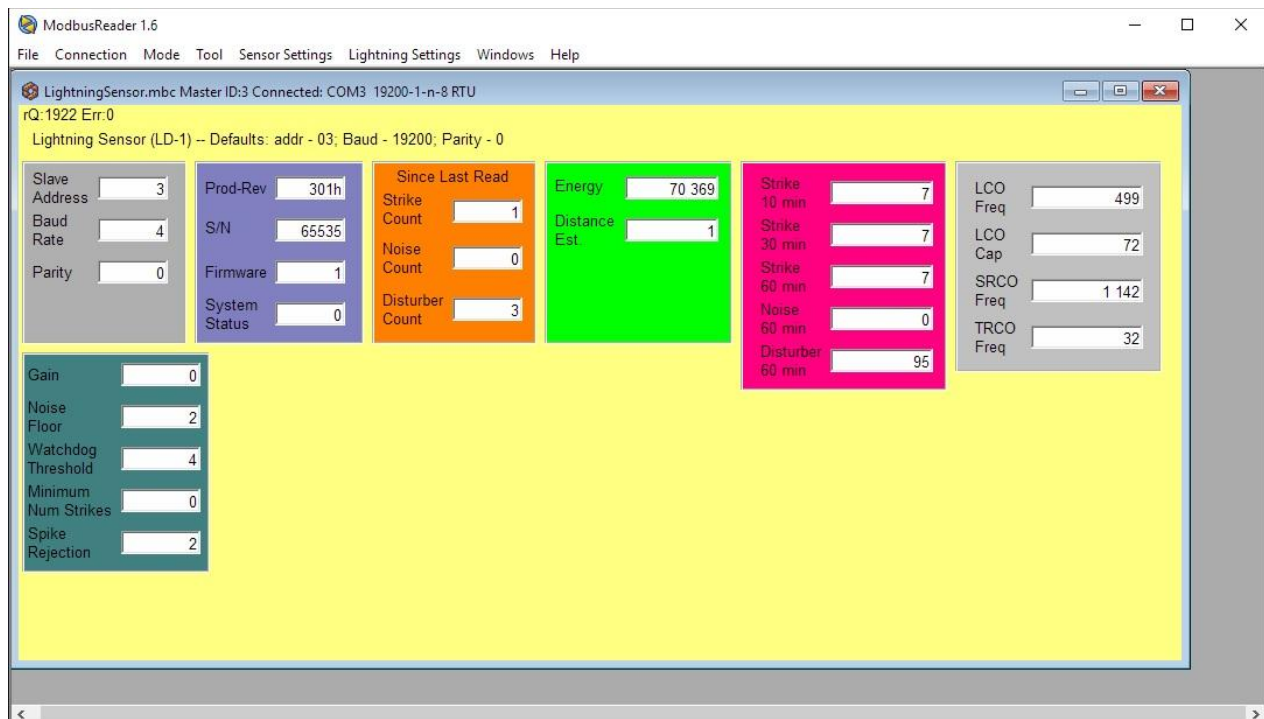 ModbusReader 1.6
File Connection Mode Tool Sensor Settings Lightning Settings Windows Help
LightningSensor.mbc Master ID:3 Connected: COM3 19200-1-n-8 RTU
rQ:1922 Err:0
Lightning Sensor (LD-1) -- Defaults: addr - 03; Baud - 19200; Parity - 0
Slave
Address 3
Baud
Rate 4
Parity 0
Prod-Rev 301h
S/N 65535
Firmware 1
System
Status 0
Since Last Read
Strike
Count 1
Noise
Count 0
Disturber
Count 3
Energy 70 369
Distance
Est. 1
Strike
10 min 7
Strike
30 min 7
Strike
60 min 7
Noise
60 min 0
Disturber
60 min 95
LCO
Freq 499
LCO
Cap 72
SRCO
Freq 1 142
TRCO
Freq 32
Gain 0
Noise
Floor 2
Watchdog
Threshold 4
Minimum
Num Strikes 0
Spike
Rejection 2